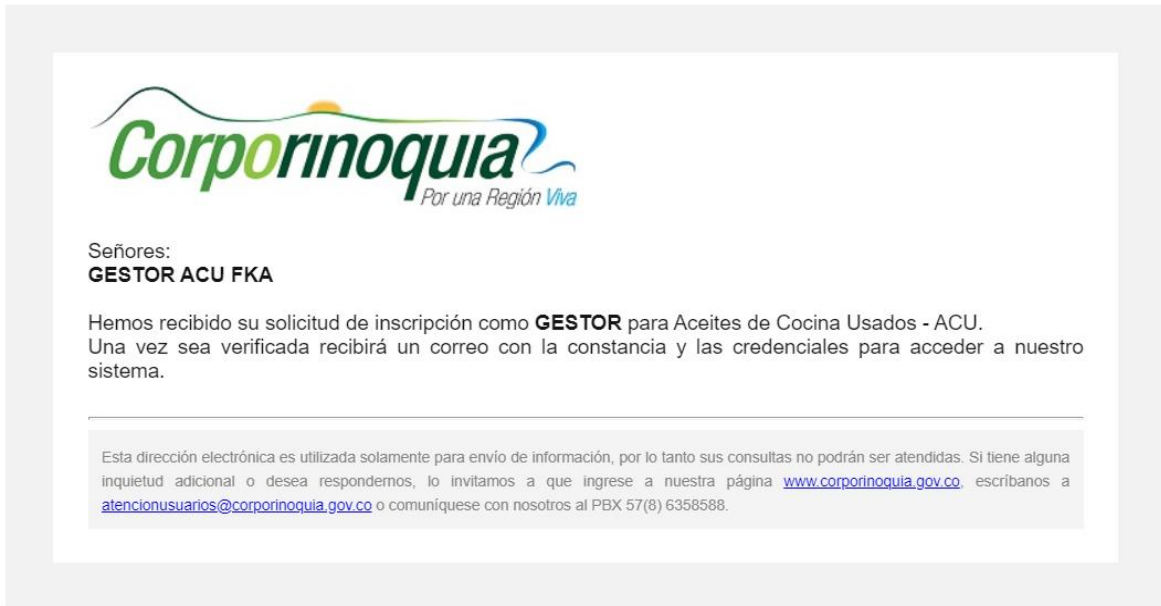 Corporinoquia
Por una Región Viva
Señores:
GESTOR ACU FKA
Hemos recibido su solicitud de inscripción como GESTOR para Aceites de Cocina Usados - ACU.
Una vez sea verificada recibirá un correo con la constancia y las credenciales para acceder a nuestro
sistema.
Esta dirección electrónica es utilizada solamente para envío de información, por lo tanto sus consultas no podrán ser atendidas. Si tiene alguna
inquietud adicional o desea respondernos, lo invitamos a que ingrese a nuestra página www.corporinoquia.gov.co, escríbanos a
atencionusuarios@corporinoquia.gov.co o comuníquese con nosotros al PBX 57(8) 6358588.